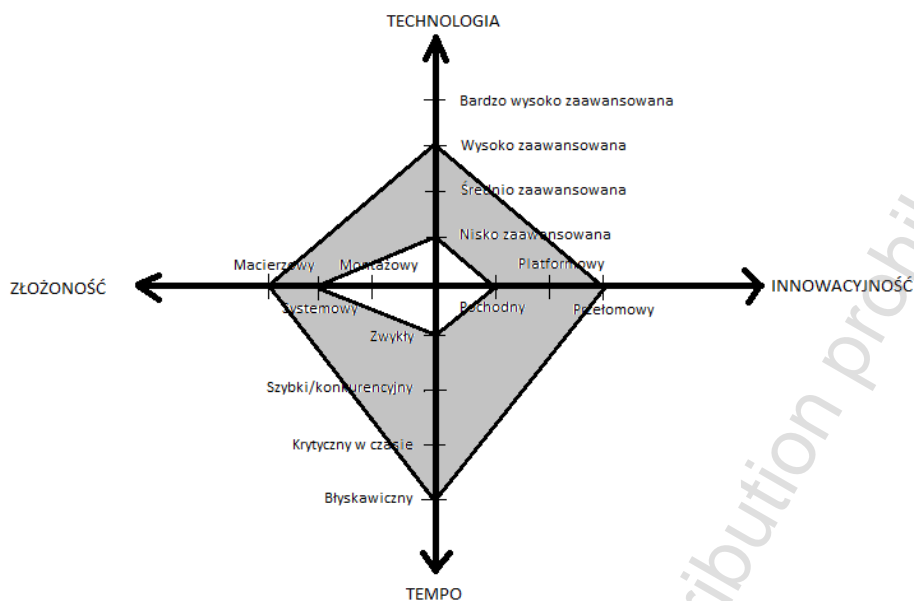 TECHNOLOGIA
Bardzo wysoko zaawansowana
Wysoko zaawansowana
Średnio zaawansowana
Nisko zaawansowana
Macierzowy
Montażowy
Platformowy
ZŁOŻONOŚĆ
INNOWACYJNOŚĆ
Systemowy
Pochodny
Przełomowy
Zwykły
Szybki/konkurencyjny
Krytyczny w czasie
Błyskawiczny
TEMPO